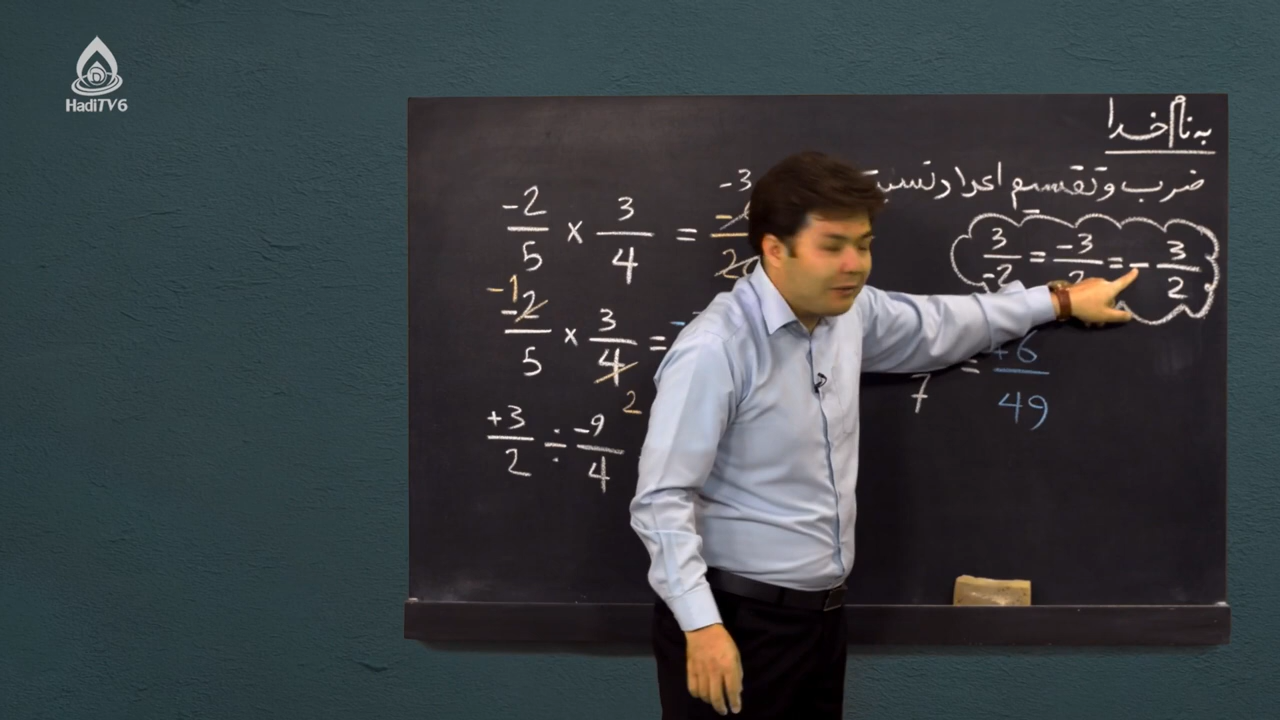 HadiTV6
به نام خدا
ضرب و تقسیم اعداد
3/-2 = -3/2 = - 3/2
-2/5 × 3/4 =
-3
-1
-2/5 × 3/4 =
2
7 = +6/49
+3/2 ÷ -9/4